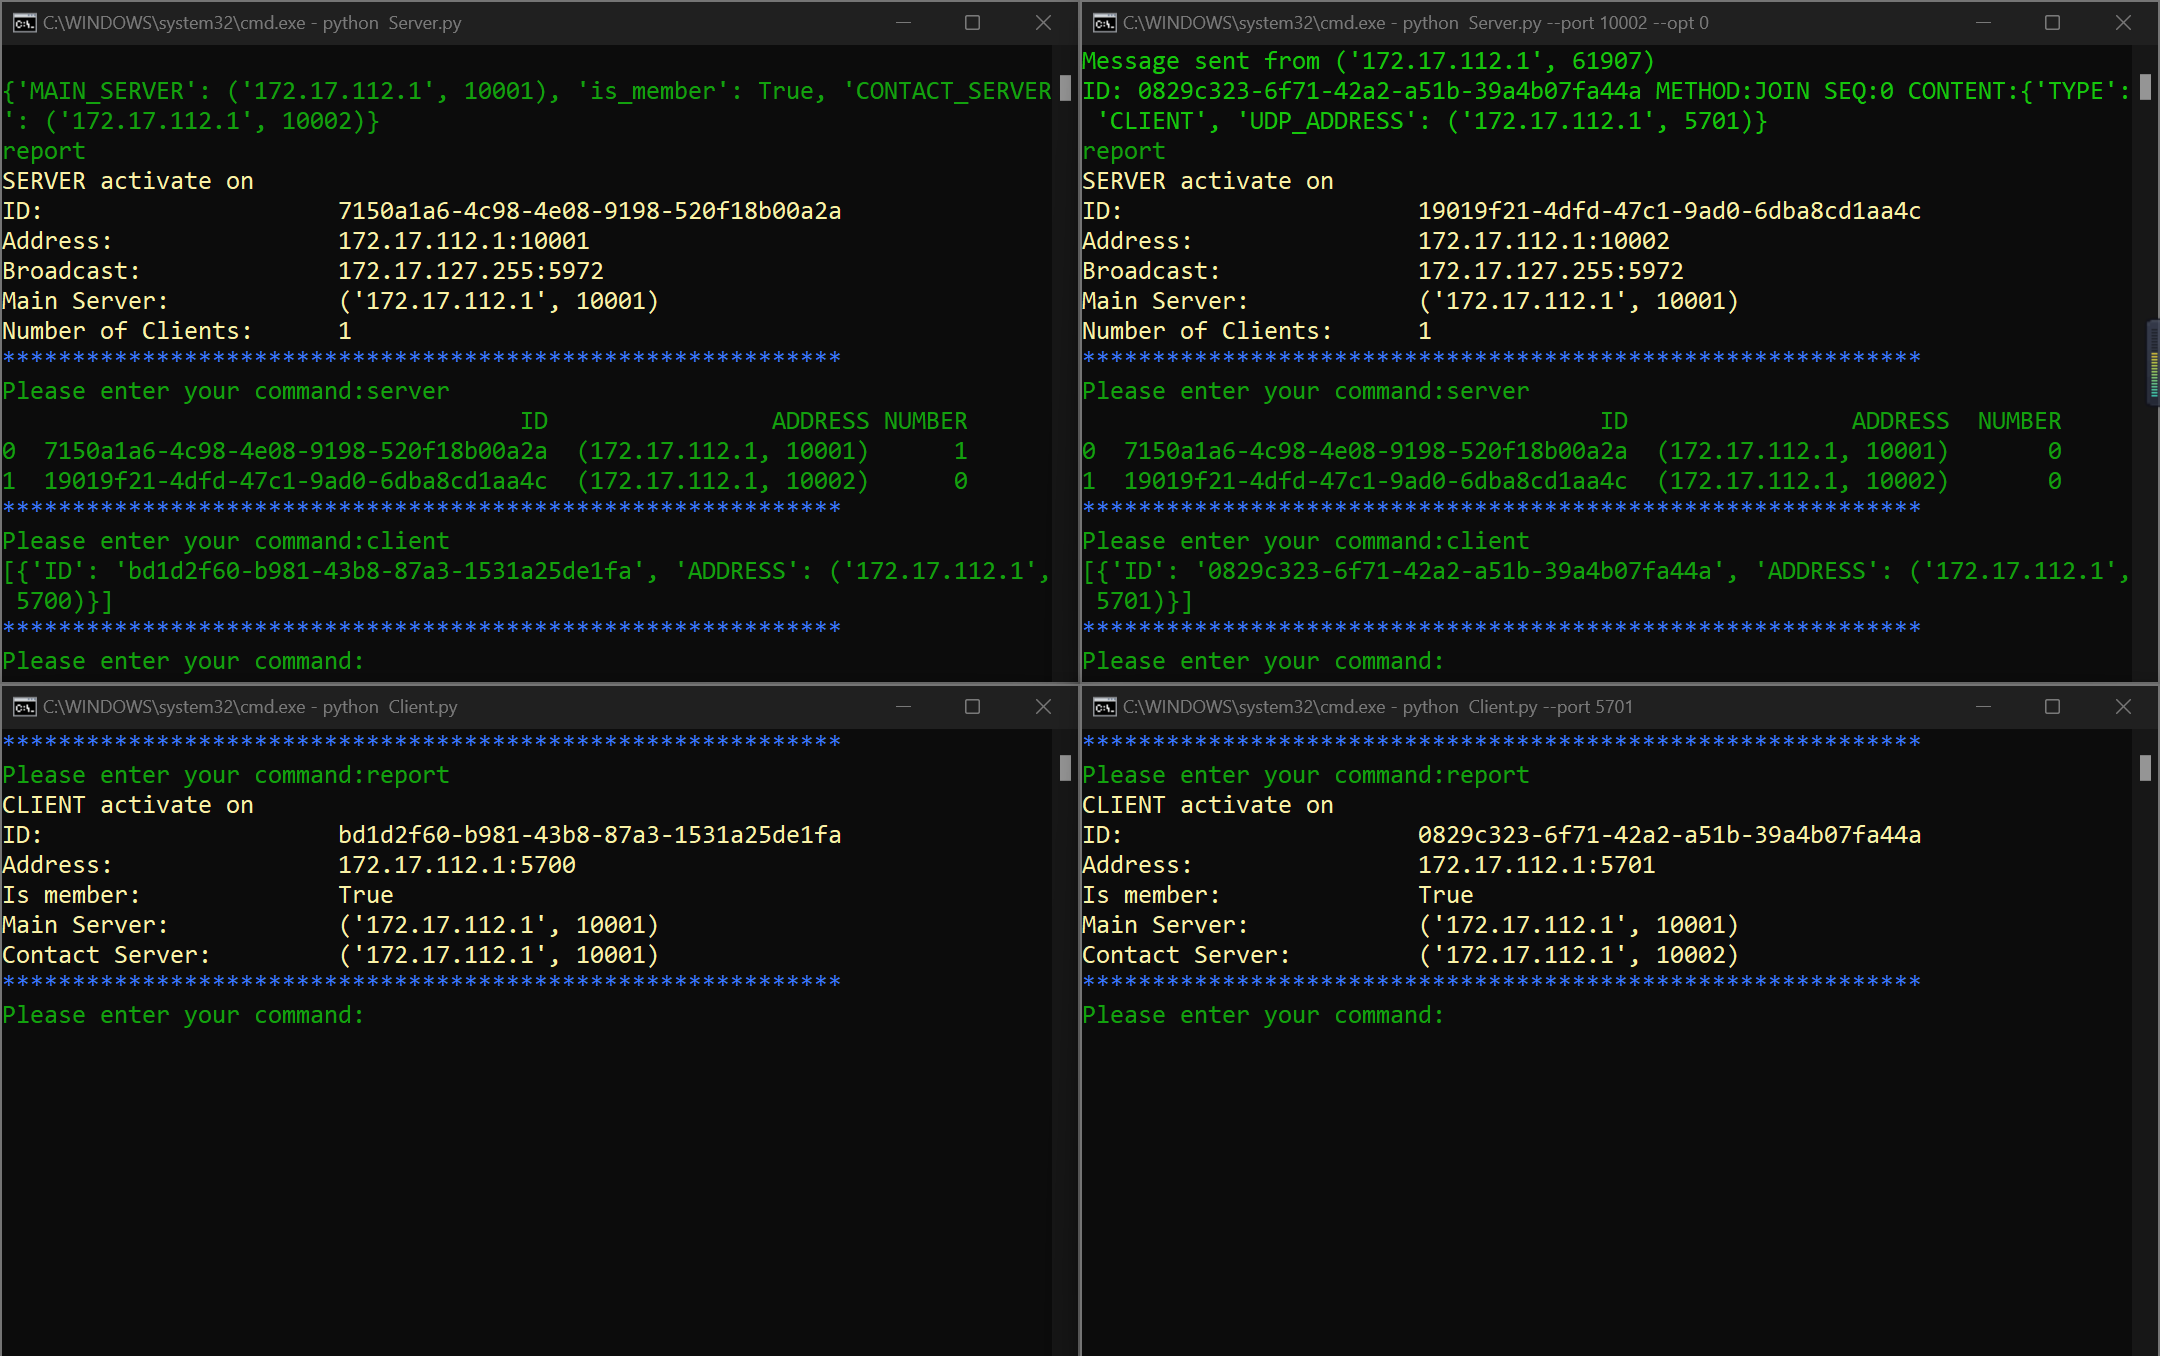 C:\WINDOWS\system32\cmd.exe - python  Server.py
{'MAIN_SERVER': ('172.17.112.1', 10001), 'is_member': True, 'CONTACT_SERVER
': ('172.17.112.1', 10002)}
report
SERVER activate on
ID:                     7150a1a6-4c98-4e08-9198-520f18b00a2a
Address:                172.17.112.1:10001
Broadcast:              172.17.127.255:5972
Main Server:            ('172.17.112.1', 10001)
Number of Clients:      1
************************************************************
Please enter your command:server
                                     ID                ADDRESS NUMBER
0  7150a1a6-4c98-4e08-9198-520f18b00a2a  (172.17.112.1, 10001)      1
1  19019f21-4dfd-47c1-9ad0-6dba8cd1aa4c  (172.17.112.1, 10002)      0
************************************************************
Please enter your command:client
[{'ID': 'bd1d2f60-b981-43b8-87a3-1531a25de1fa', 'ADDRESS': ('172.17.112.1',
 5700)}]
************************************************************
Please enter your command:
C:\WINDOWS\system32\cmd.exe - python  Server.py --port 10002 --opt 0
Message sent from ('172.17.112.1', 61907)
ID: 0829c323-6f71-42a2-a51b-39a4b07fa44a METHOD:JOIN SEQ:0 CONTENT:{'TYPE':
 'CLIENT', 'UDP_ADDRESS': ('172.17.112.1', 5701)}
report
SERVER activate on
ID:                     19019f21-4dfd-47c1-9ad0-6dba8cd1aa4c
Address:                172.17.112.1:10002
Broadcast:              172.17.127.255:5972
Main Server:            ('172.17.112.1', 10001)
Number of Clients:      1
************************************************************
Please enter your command:server
                                     ID                ADDRESS  NUMBER
0  7150a1a6-4c98-4e08-9198-520f18b00a2a  (172.17.112.1, 10001)       0
1  19019f21-4dfd-47c1-9ad0-6dba8cd1aa4c  (172.17.112.1, 10002)       0
************************************************************
Please enter your command:client
[{'ID': '0829c323-6f71-42a2-a51b-39a4b07fa44a', 'ADDRESS': ('172.17.112.1',
 5701)}]
************************************************************
Please enter your command:
C:\WINDOWS\system32\cmd.exe - python  Client.py
************************************************************
Please enter your command:report
CLIENT activate on
ID:                     bd1d2f60-b981-43b8-87a3-1531a25de1fa
Address:                172.17.112.1:5700
Is member:              True
Main Server:            ('172.17.112.1', 10001)
Contact Server:         ('172.17.112.1', 10001)
************************************************************
Please enter your command:
C:\WINDOWS\system32\cmd.exe - python  Client.py --port 5701
************************************************************
Please enter your command:report
CLIENT activate on
ID:                     0829c323-6f71-42a2-a51b-39a4b07fa44a
Address:                172.17.112.1:5701
Is member:              True
Main Server:            ('172.17.112.1', 10001)
Contact Server:         ('172.17.112.1', 10002)
************************************************************
Please enter your command: